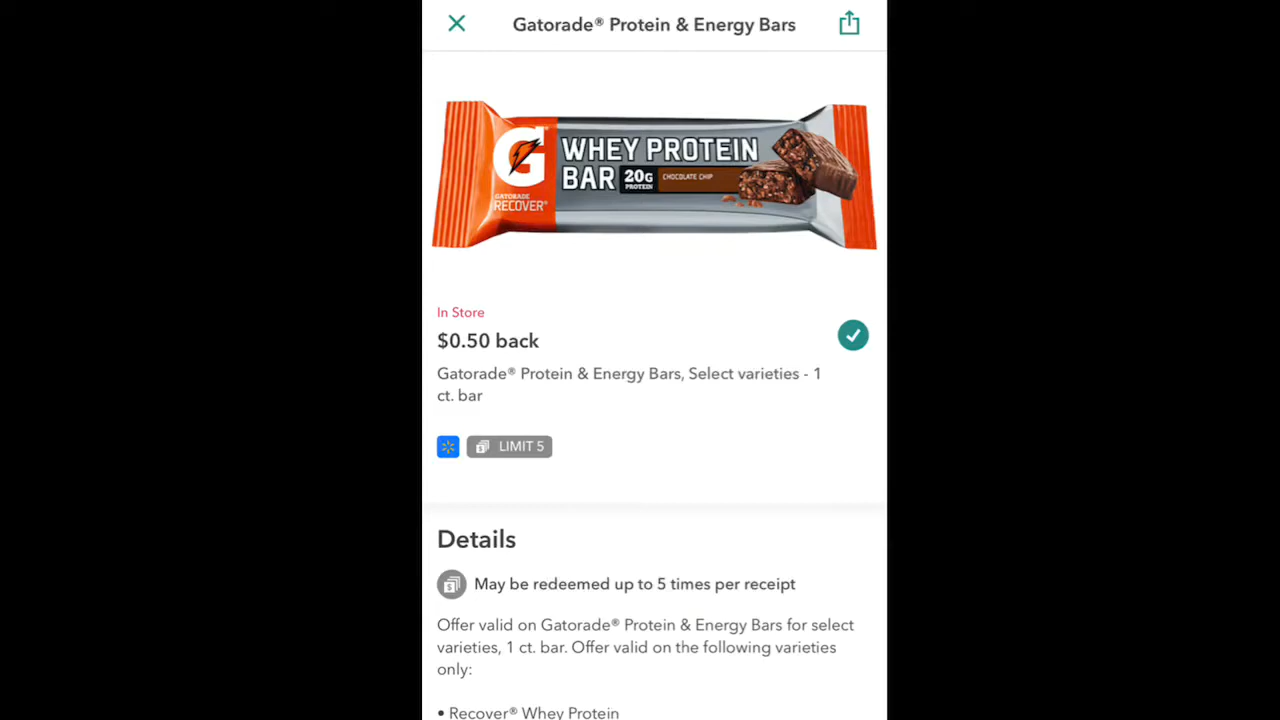 Gatorade® Protein & Energy Bars
G
WHEY PROTEIN
BAR
20G
PROTEIN
CHOCOLATE CHIP
GATORADE
RECOVER®
In Store
$0.50 back
Gatorade® Protein & Energy Bars, Select varieties - 1
ct. bar
LIMIT 5
Details
May be redeemed up to 5 times per receipt
Offer valid on Gatorade® Protein & Energy Bars for select
varieties, 1 ct. bar. Offer valid on the following varieties
only:
• Recover® Whey Protein